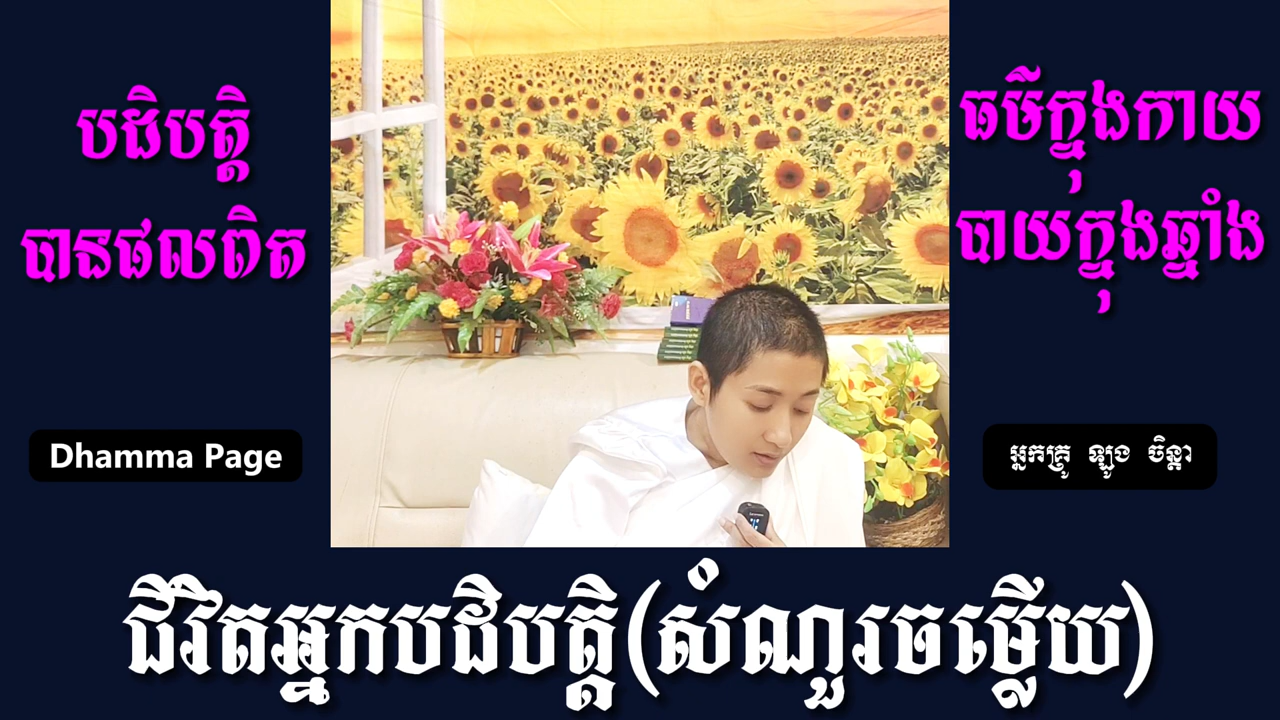 បដិបត្តិ
បានផលពិត
ធម៌ក្នុងកាយ
បាយក្នុងឆ្នាំង
Dhamma Page
អ្នកគ្រូ ឡុង ចិន្តា
ជីវិតអ្នកបដិបត្តិ(សំណួរចម្លើយ)